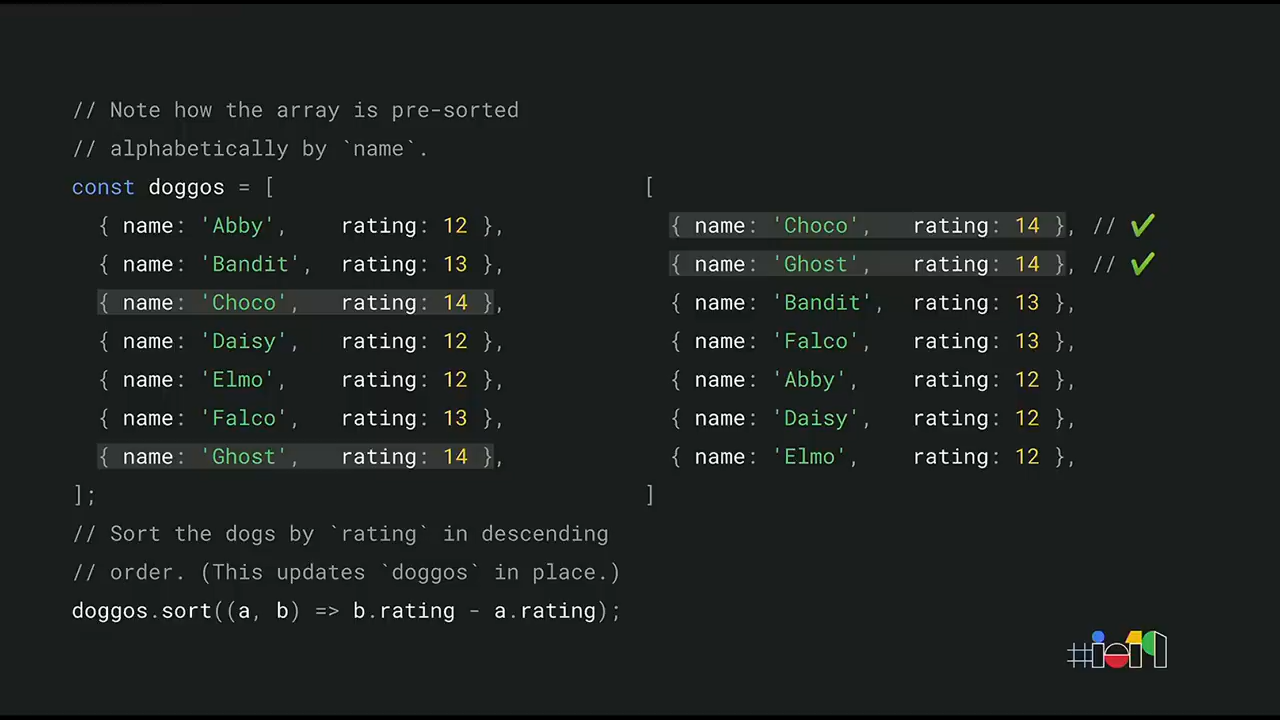 // Note how the array is pre-sorted
// alphabetically by `name`.
const doggos = [
{ name: 'Abby', rating: 12 },
{ name: 'Bandit', rating: 13 },
{ name: 'Choco', rating: 14 },
{ name: 'Daisy', rating: 12 },
{ name: 'Elmo', rating: 12 },
{ name: 'Falco', rating: 13 },
{ name: 'Ghost', rating: 14 },
];
// Sort the dogs by `rating` in descending
// order. (This updates `doggos` in place.)
doggos.sort((a, b) => b.rating - a.rating);
[
{ name: 'Choco', rating: 14 }, // ✔
{ name: 'Ghost', rating: 14 }, // ✔
{ name: 'Bandit', rating: 13 },
{ name: 'Falco', rating: 13 },
{ name: 'Abby', rating: 12 },
{ name: 'Daisy', rating: 12 },
{ name: 'Elmo', rating: 12 },
]
#io19